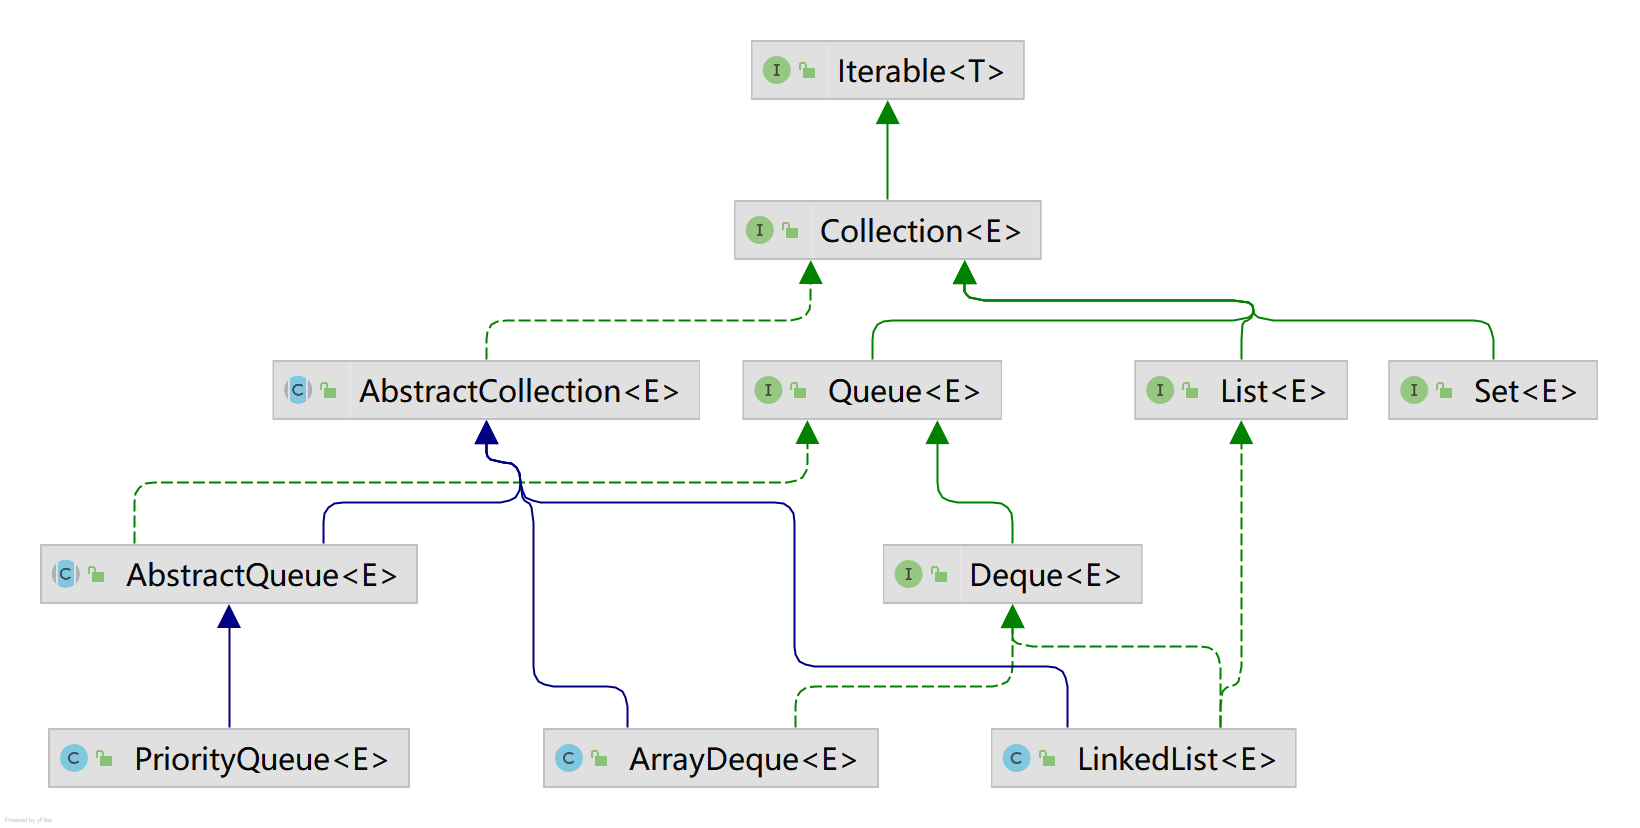 I Iterable<T>
I Collection<E>
C AbstractCollection<E>
I Queue<E>
I List<E>
I Set<E>
C AbstractQueue<E>
I Deque<E>
C PriorityQueue<E>
C ArrayDeque<E>
C LinkedList<E>
Powered by yFiles